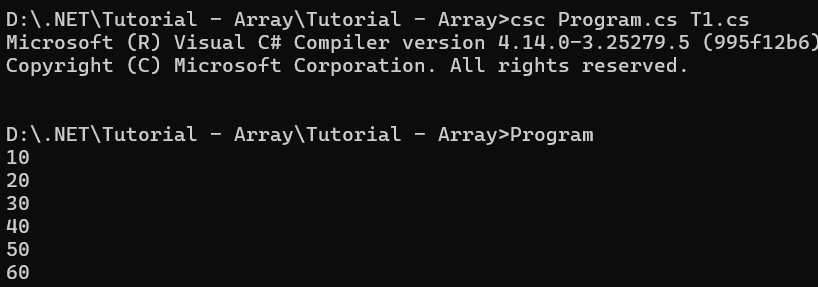 D:\.NET\Tutorial - Array\Tutorial - Array>csc Program.cs T1.cs
Microsoft (R) Visual C# Compiler version 4.14.0-3.25279.5 (995f12b6)
Copyright (C) Microsoft Corporation. All rights reserved.
D:\.NET\Tutorial - Array\Tutorial - Array>Program
10
20
30
40
50
60